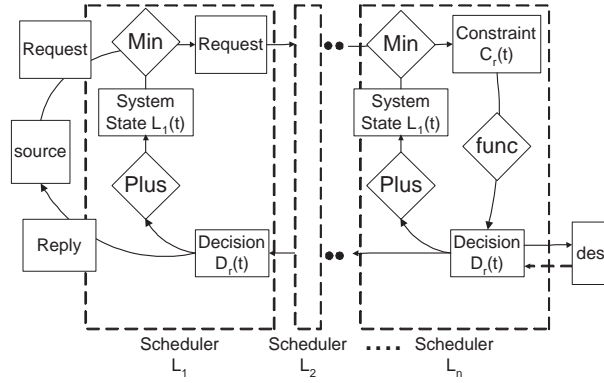 Request
Min
Request
Min
Constraint
C_r(t)
System
State L_1(t)
System
State L_1(t)
source
func
Plus
Plus
Reply
Decision
D_r(t)
Decision
D_r(t)
des
Scheduler
L_1
Scheduler
L_2
....
Scheduler
L_n